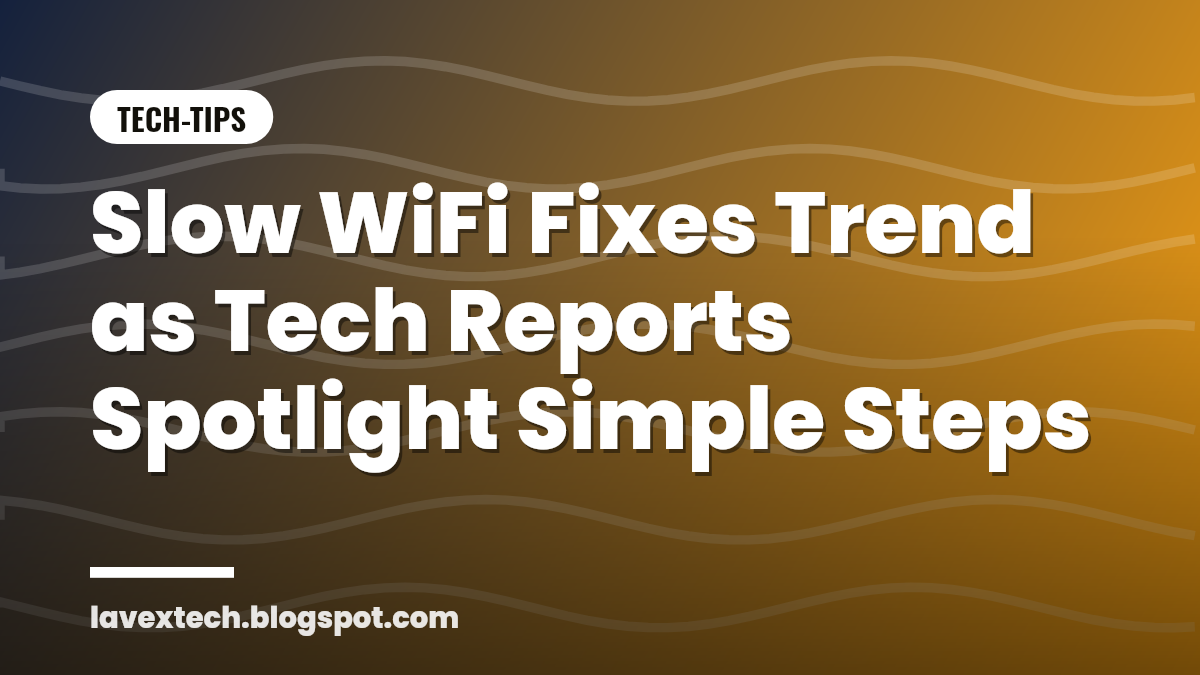 TECH-TIPS
Slow WiFi Fixes Trend
as Tech Reports
Spotlight Simple Steps
lavextech.blogspot.com